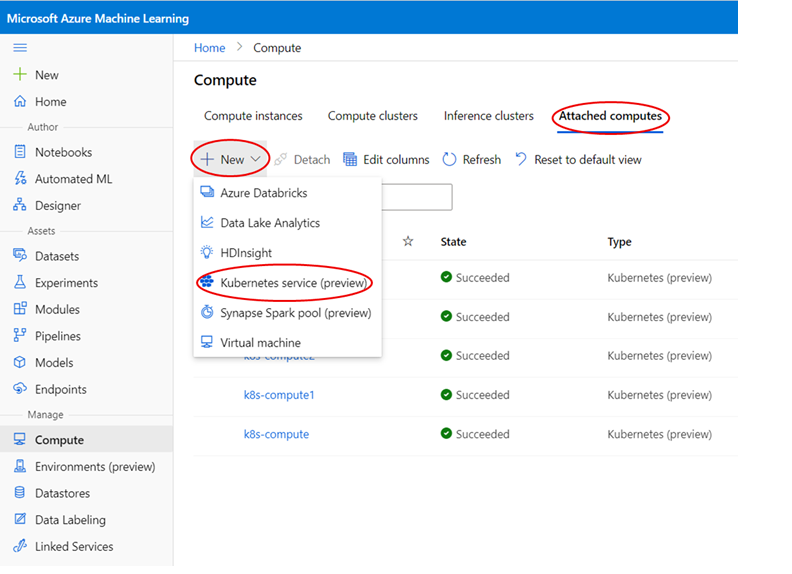 Microsoft Azure Machine Learning
Home > Compute
New
Home
Author
Notebooks
Automated ML
Designer
Assets
Datasets
Experiments
Modules
Pipelines
Models
Endpoints
Manage
Compute
Environments (preview)
Datastores
Data Labeling
Linked Services
Compute
Compute instances Compute clusters Inference clusters Attached computes
New Detach Edit columns Refresh Reset to default view
Azure Databricks
Data Lake Analytics
HDInsight
Kubernetes service (preview)
Synapse Spark pool (preview)
Virtual machine
State Type
Succeeded Kubernetes (preview)
Succeeded Kubernetes (preview)
k8s-compute2 Succeeded Kubernetes (preview)
k8s-compute1 Succeeded Kubernetes (preview)
k8s-compute Succeeded Kubernetes (preview)